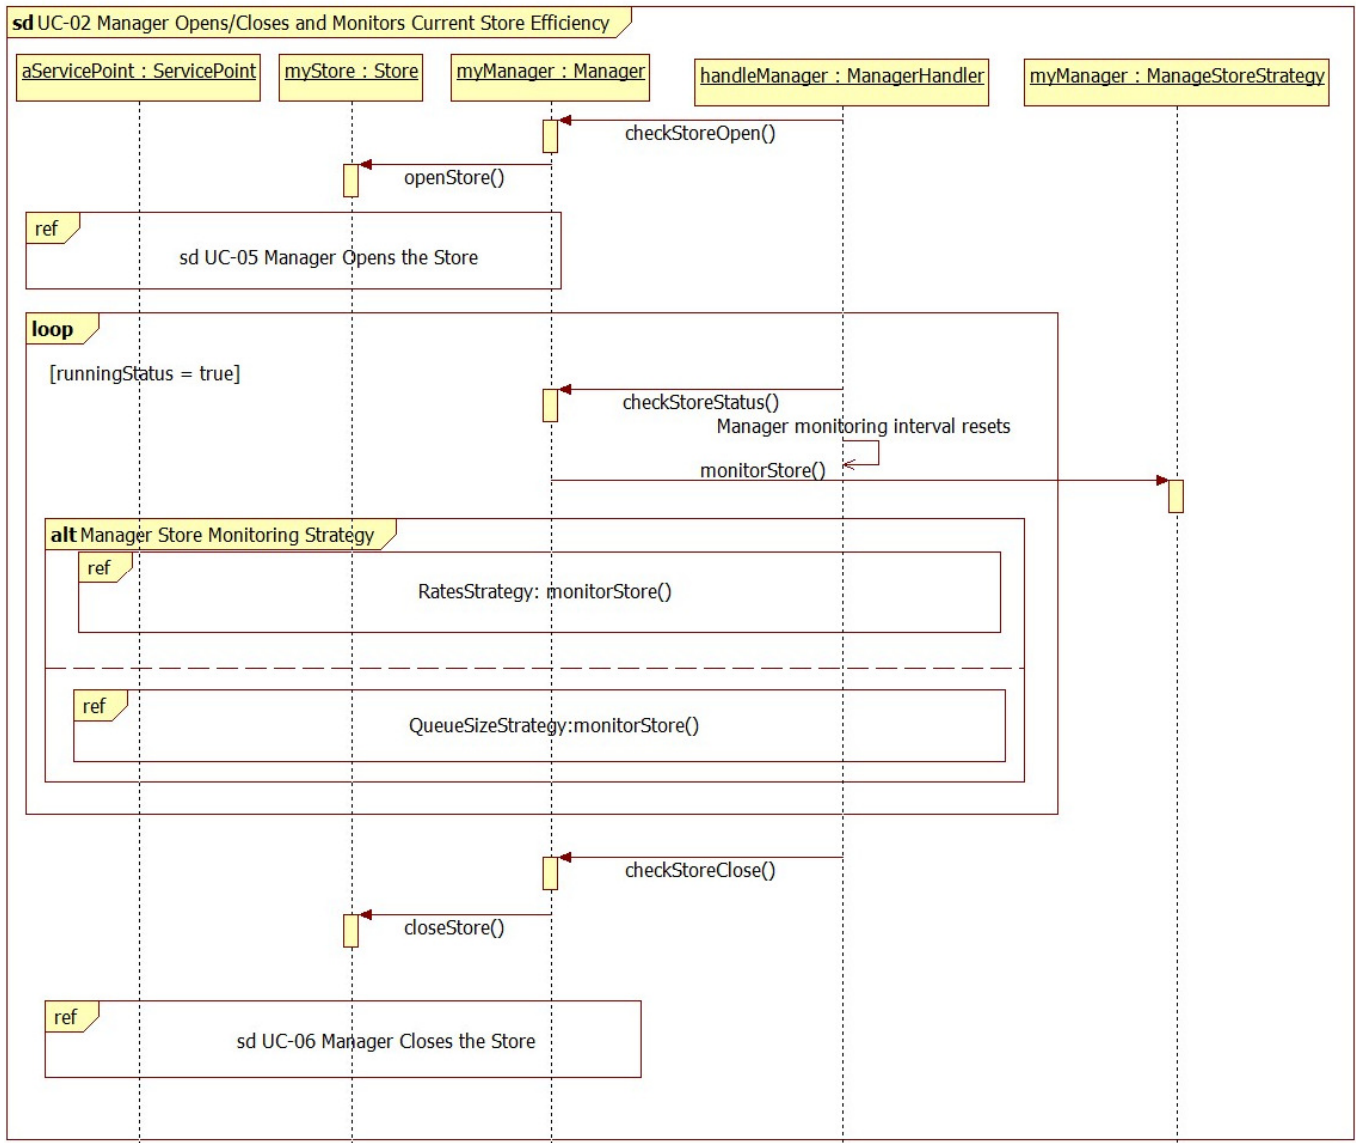 sd UC-02 Manager Opens/Closes and Monitors Current Store Efficiency
aServicePoint : ServicePoint
myStore : Store
myManager : Manager
handleManager : ManagerHandler
myManager : ManageStoreStrategy
checkStoreOpen()
openStore()
ref
sd UC-05 Manager Opens the Store
loop
[runningStatus = true]
checkStoreStatus()
Manager monitoring interval resets
monitorStore()
alt Manager Store Monitoring Strategy
ref
RatesStrategy: monitorStore()
ref
QueueSizeStrategy:monitorStore()
checkStoreClose()
closeStore()
ref
sd UC-06 Manager Closes the Store